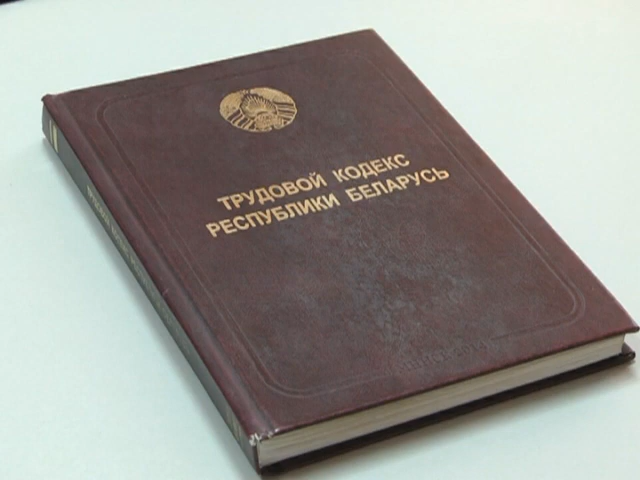 ТРУДОВОЙ КОДЕКС
РЕСПУБЛИКИ БЕЛАРУСЬ